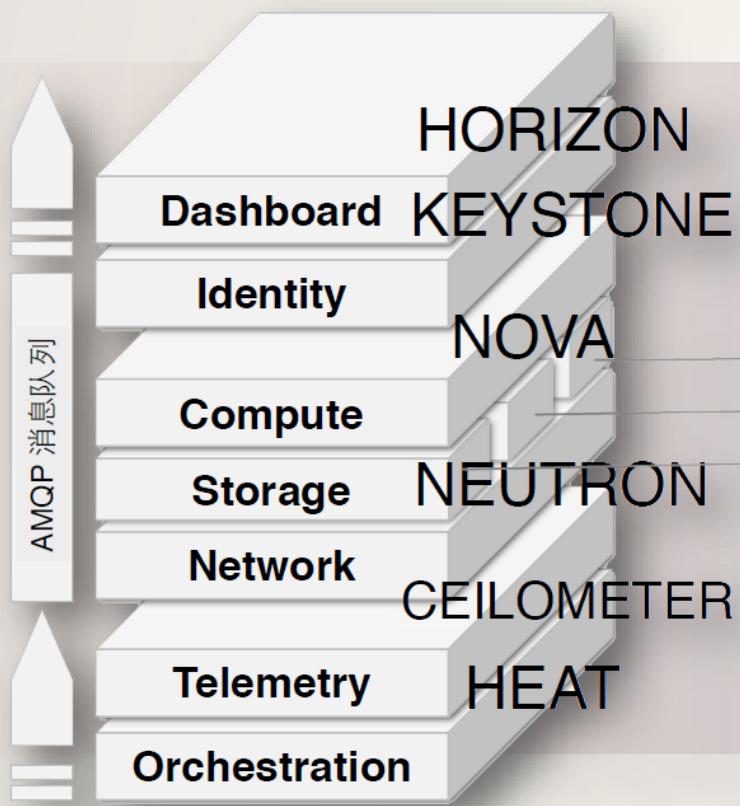 HORIZON
Dashboard
KEYSTONE
Identity
NOVA
Compute
AMQP 消息队列
Storage
NEUTRON
Network
CEILOMETER
Telemetry
HEAT
Orchestration